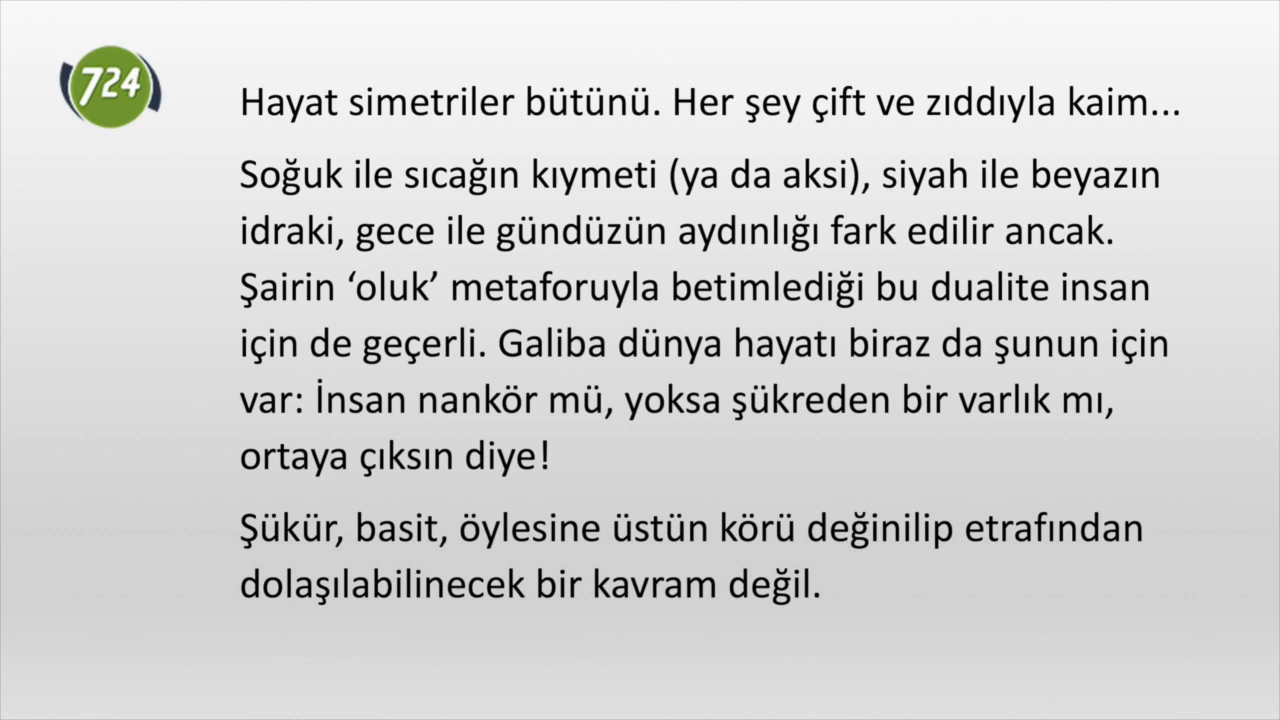 724
Hayat simetriler bütünü. Her şey çift ve zıddıyla kaim...
Soğuk ile sıcağın kıymeti (ya da aksi), siyah ile beyazın
idraki, gece ile gündüzün aydınlığı fark edilir ancak.
Şairin ‘oluk’ metaforuyla betimlediği bu dualite insan
için de geçerli. Galiba dünya hayatı biraz da şunun için
var: İnsan nankör mü, yoksa şükreden bir varlık mı,
ortaya çıksın diye!
Şükür, basit, öylesine üstün körü değinilip etrafından
dolaşılabilinecek bir kavram değil.